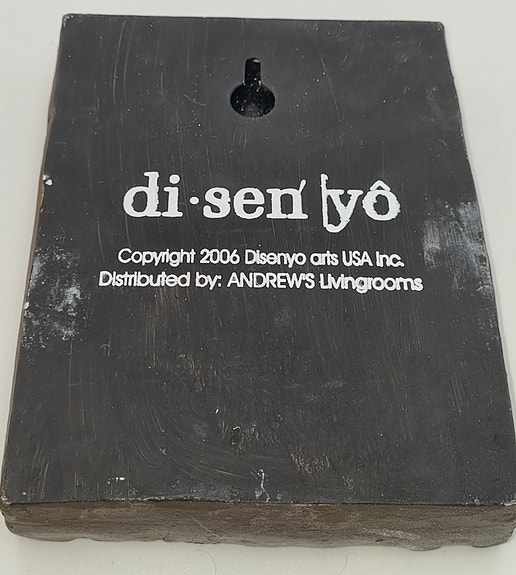 di·sen´|yô
Copyright 2006 Disenyo arts USA Inc.
Distributed by: ANDREW'S Livingrooms